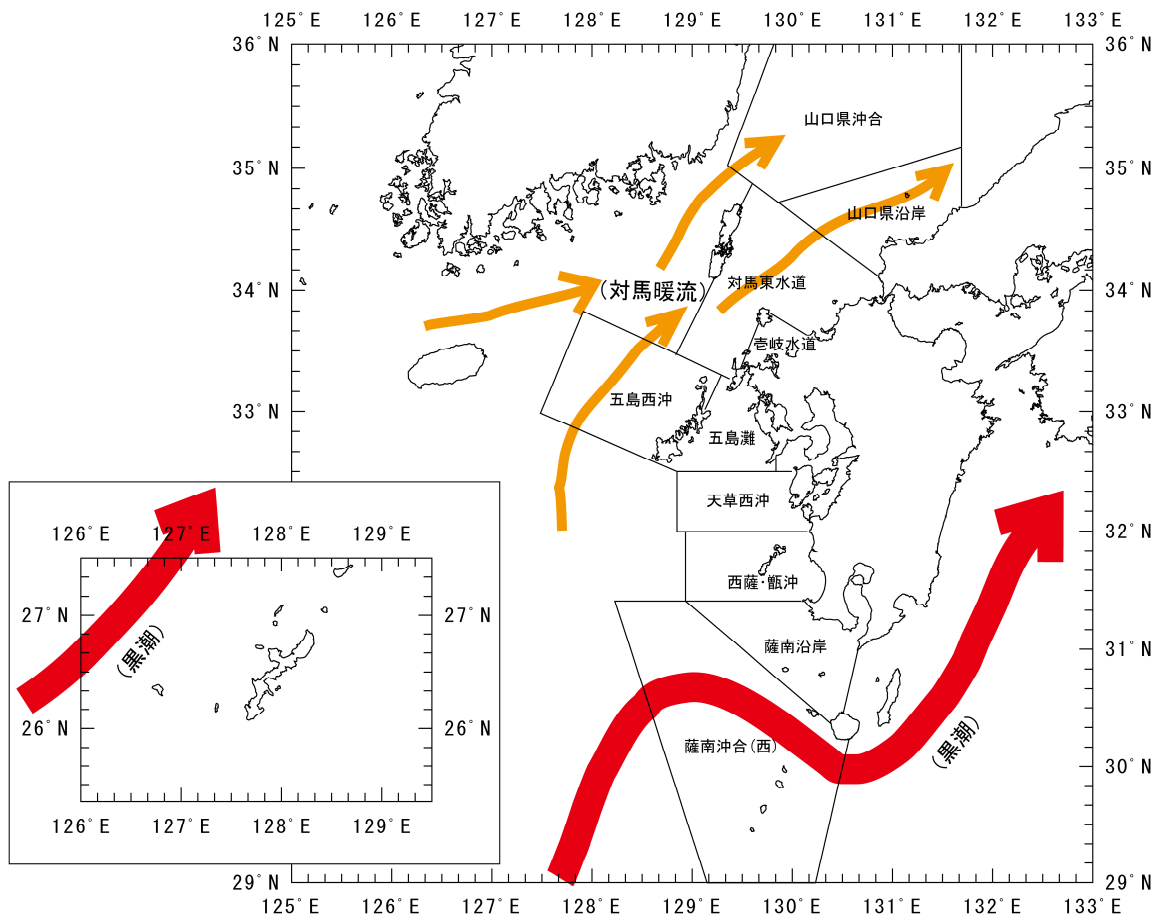 125°E 126°E 127°E 128°E 129°E 130°E 131°E 132°E 133°E
36°N 36°N
山口県沖合
35°N 35°N
山口県沿岸
34°N (対馬暖流) 対馬東水道 34°N
壱岐水道
33°N 五島西沖 33°N
五島灘
天草西沖
32°N 32°N
西薩・甑沖
薩南沿岸
31°N
薩南沖合(西)
(黒潮)
30°N
29°N 29°N
125°E 126°E 127°E 128°E 129°E 130°E 131°E 132°E 133°E
126°E 127°E 128°E 129°E
27°N 27°N
(黒潮)
26°N 26°N
126°E 127°E 128°E 129°E